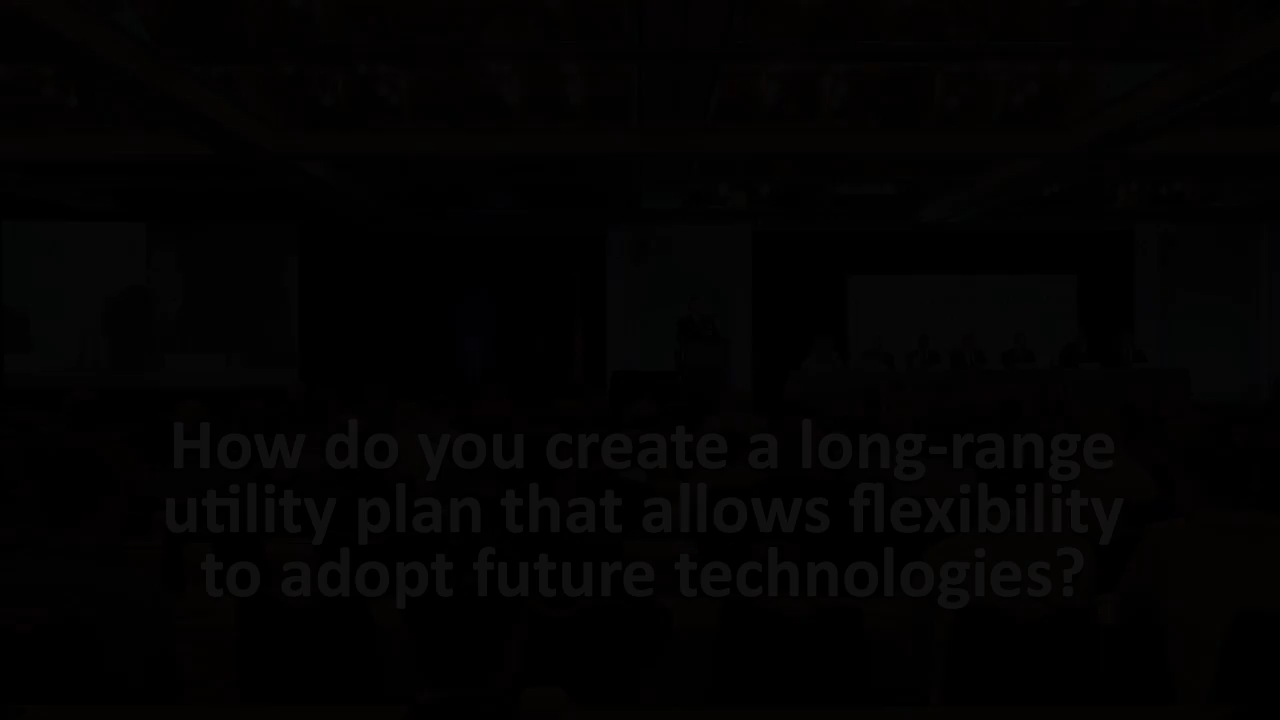 How do you create a long-range
utility plan that allows flexibility
to adopt future technologies?